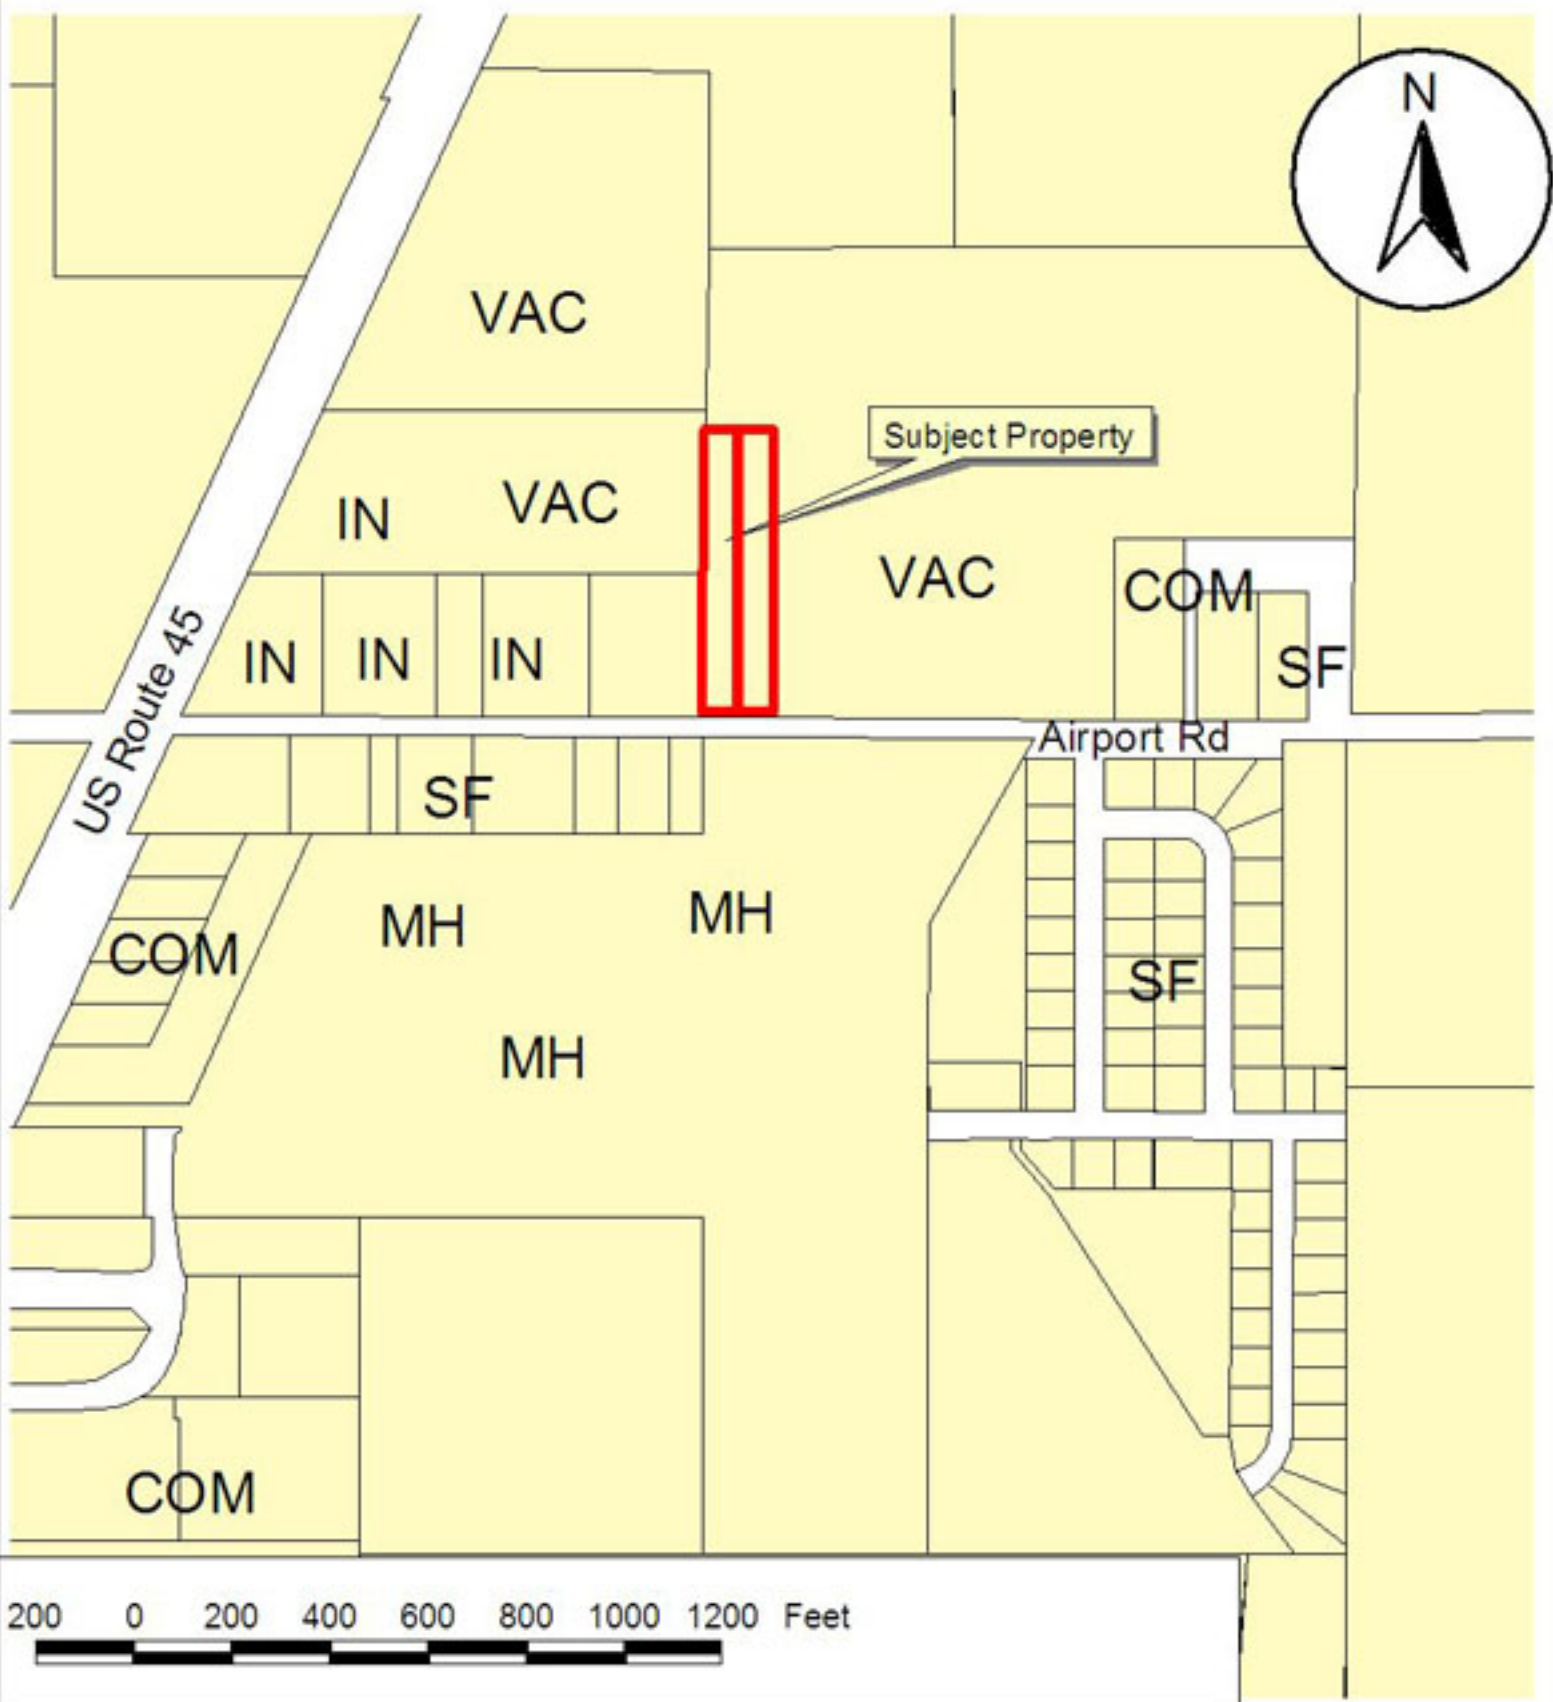 N
VAC
Subject Property
IN
VAC
VAC
COM
IN
IN
IN
SF
US Route 45
Airport Rd
SF
MH
MH
COM
SF
MH
COM
200 0 200 400 600 800 1000 1200 Feet